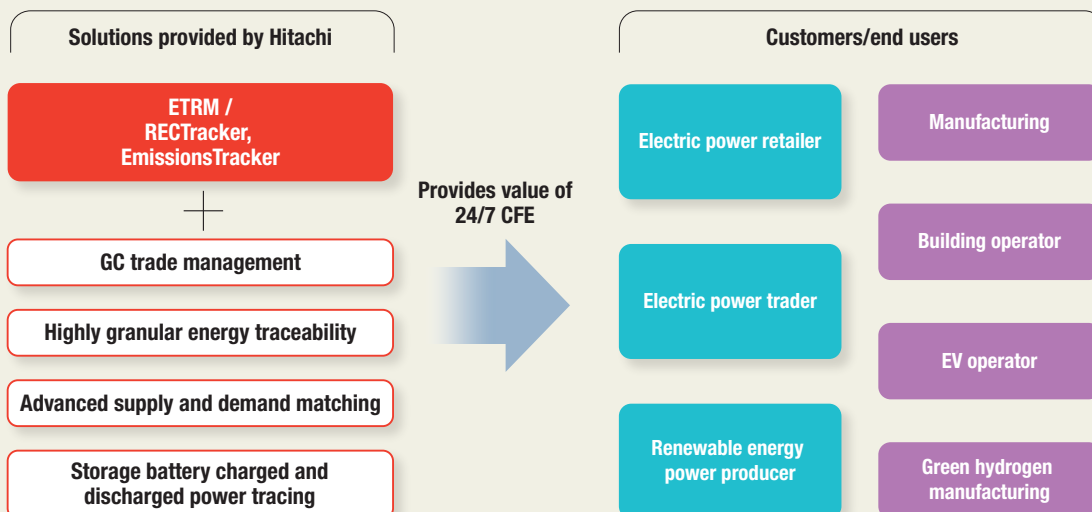 Solutions provided by Hitachi
ETRM /
RECTracker,
EmissionsTracker
GC trade management
Highly granular energy traceability
Advanced supply and demand matching
Storage battery charged and
discharged power tracing
Provides value of
24/7 CFE
Customers/end users
Electric power retailer
Electric power trader
Renewable energy
power producer
Manufacturing
Building operator
EV operator
Green hydrogen
manufacturing